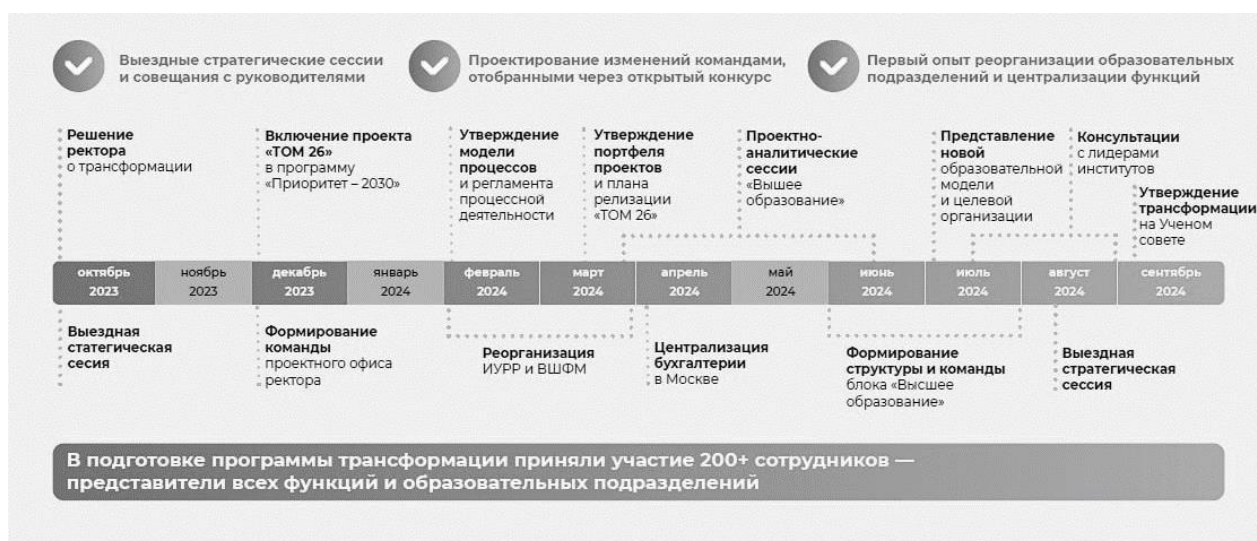 Выездные стратегические сессии
и совещания с руководителями
Проектирование изменений командами,
отобранными через открытый конкурс
Первый опыт реорганизации образовательных
подразделений и централизации функций
Решение
ректора
о трансформации
Включение проекта
«ТОМ 26»
в программу
«Приоритет – 2030»
Утверждение
модели
процессов
и регламента
процессной
деятельности
Утверждение
портфеля
проектов
и плана
релизации
«ТОМ 26»
Проектно-
аналитические
сессии
«Вышее
образование»
Представление
новой
образовательной
модели
и целевой
организации
Консультации
с лидерами
институтов
Утверждение
трансформации
на Ученом
совете
октябрь
2023
ноябрь
2023
декабрь
2023
январь
2024
февраль
2024
март
2024
апрель
2024
май
2024
июнь
2024
июль
2024
август
2024
сентябрь
2024
Выездная
статегическая
сесия
Формирование
команды
проектного офиса
ректора
Реорганизация
ИУРР и ВШФМ
Централизация
бухгалтерии
в Москве
Формирование
структуры и команды
блока «Высшее
образование»
Выездная
стратегическая
сессия
В подготовке программы трансформации приняли участие 200+ сотрудников —
представители всех функций и образовательных подразделений